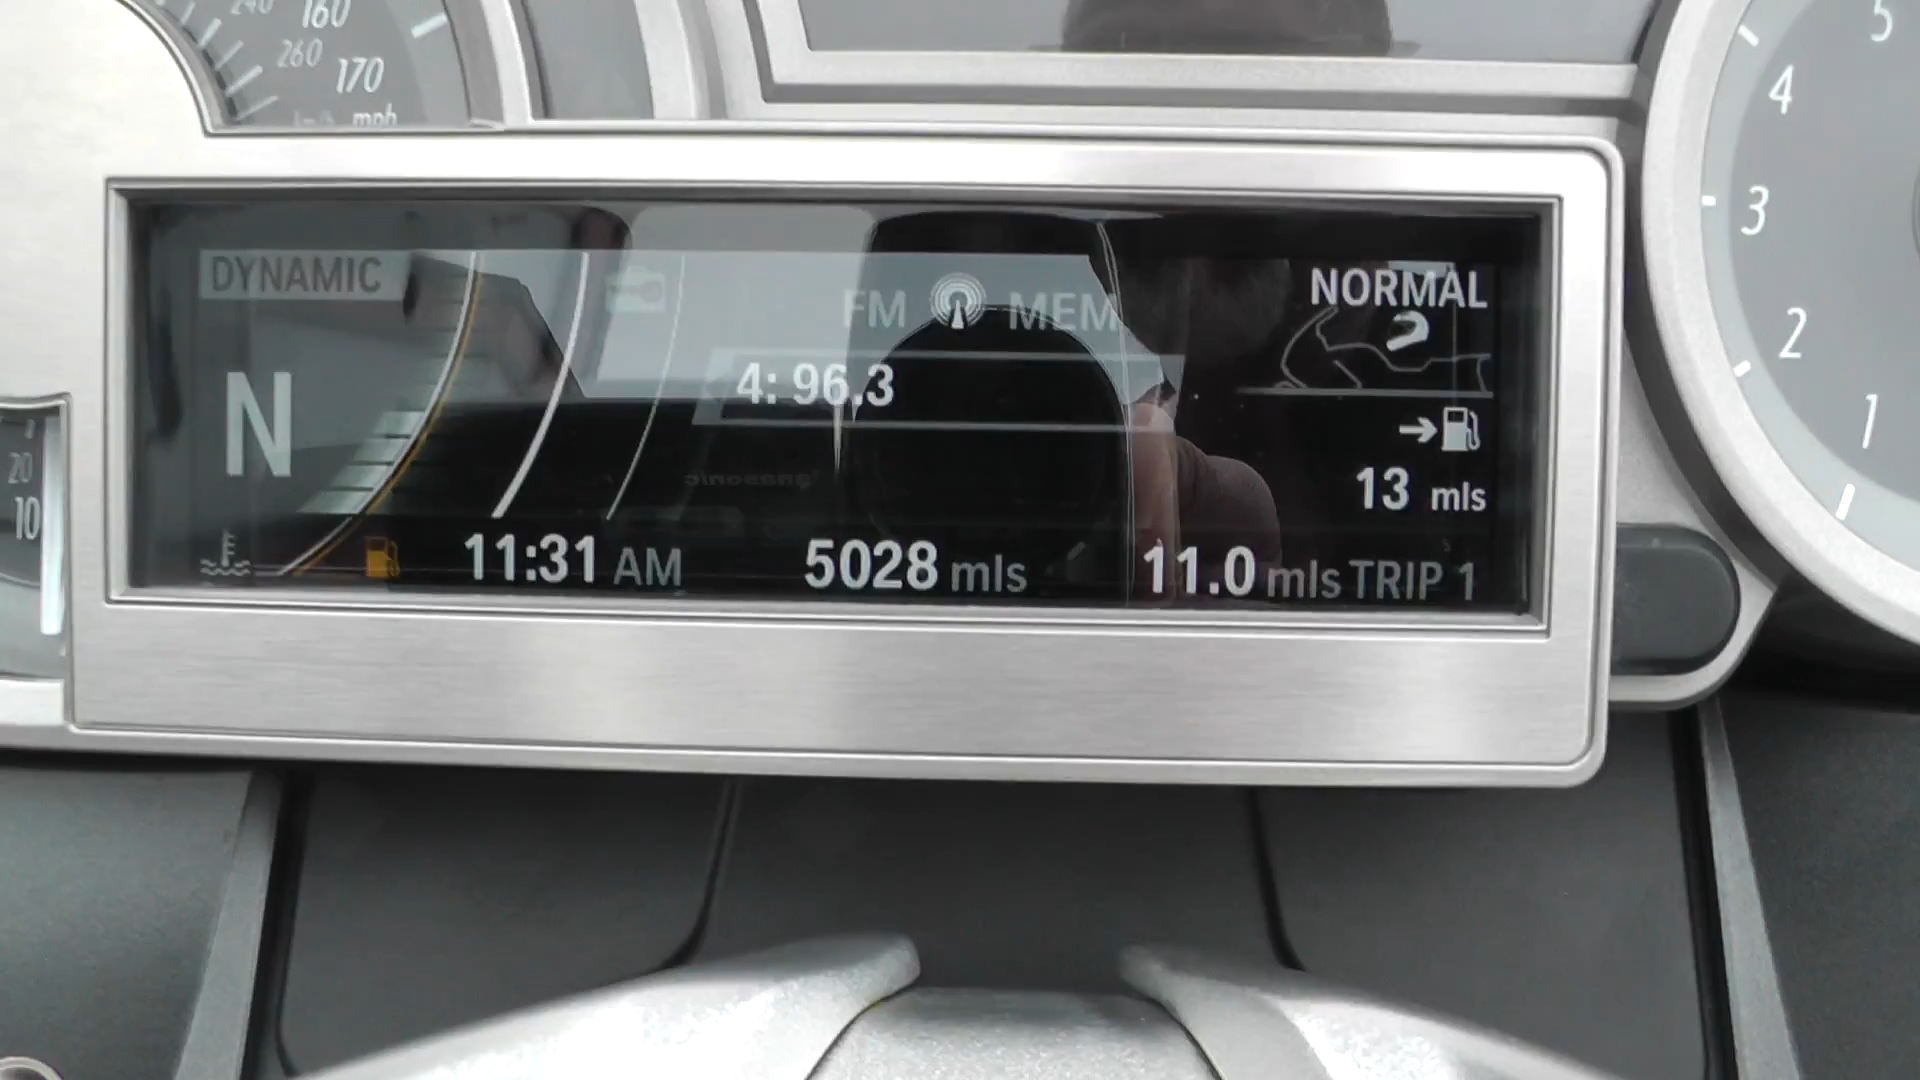 240 160
260 170
mph
DYNAMIC
FM MEM
NORMAL
4: 96.3
N
13 mls
11:31 AM 5028 mls 11.0 mls TRIP 1
20
10
5
4
3
2
1